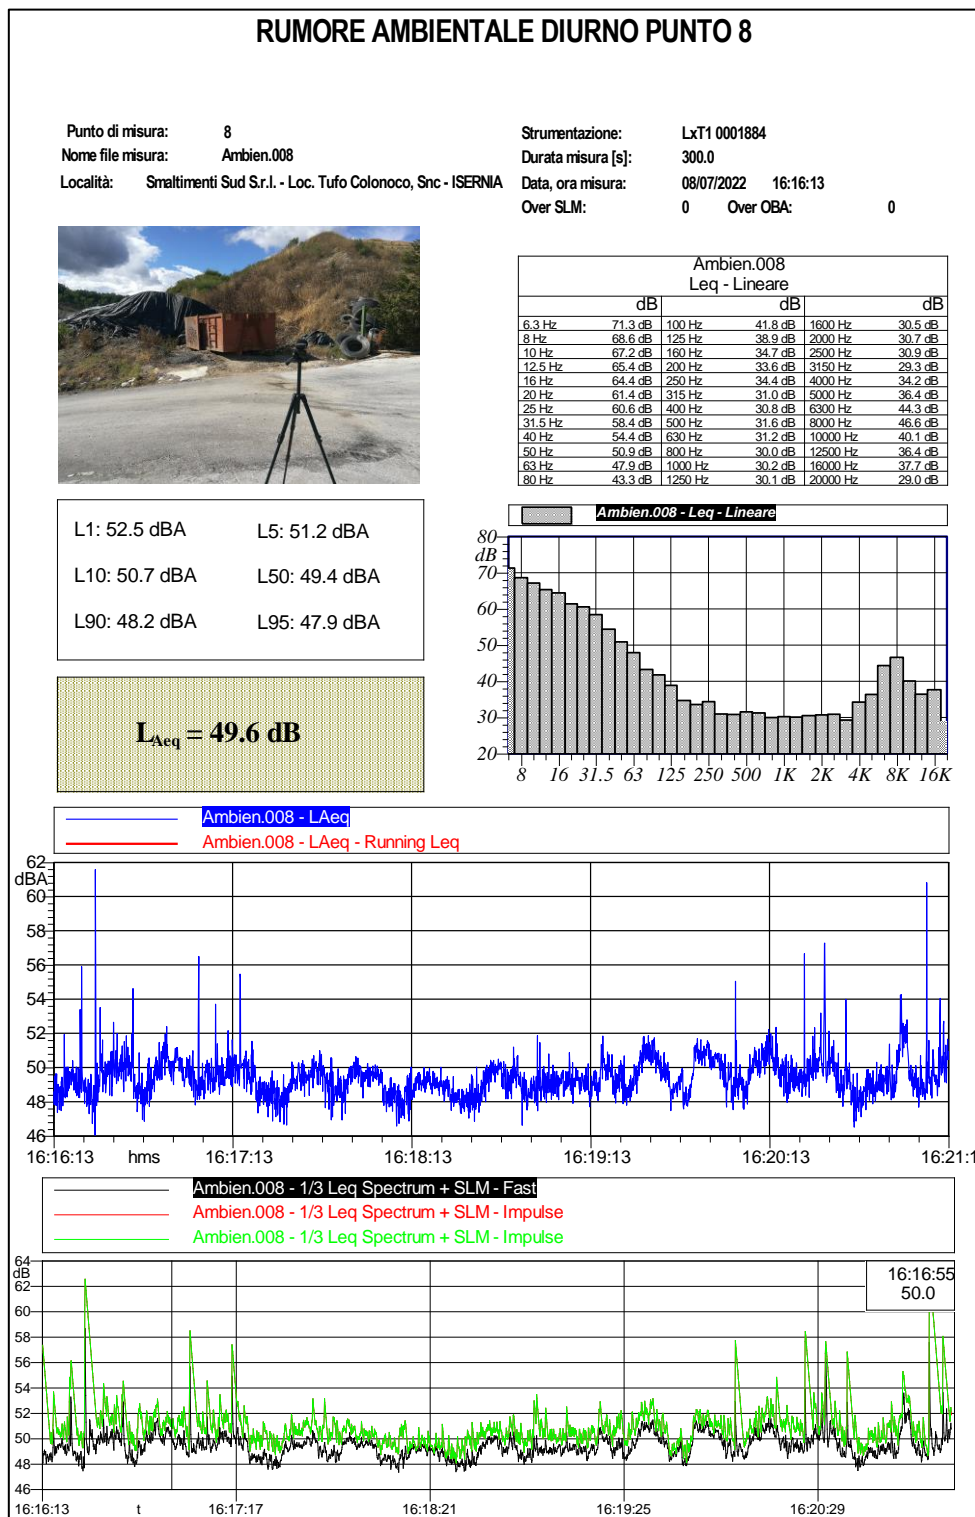 RUMORE AMBIENTALE DIURNO PUNTO 8
Punto di misura: 8
Nome file misura: Ambien.008
Località: Smaltimenti Sud S.r.l. - Loc. Tufo Colonoco, Snc - ISERNIA
Strumentazione: LxT1 0001884
Durata misura [s]: 300.0
Data, ora misura: 08/07/2022 16:16:13
Over SLM: 0 Over OBA: 0
Ambien.008
Leq - Lineare
dB dB dB
6.3 Hz 71.3 dB 100 Hz 41.8 dB 1600 Hz 30.5 dB
8 Hz 68.6 dB 125 Hz 38.9 dB 2000 Hz 30.7 dB
10 Hz 67.2 dB 160 Hz 34.7 dB 2500 Hz 30.9 dB
12.5 Hz 65.4 dB 200 Hz 33.6 dB 3150 Hz 29.3 dB
16 Hz 64.4 dB 250 Hz 34.4 dB 4000 Hz 34.2 dB
20 Hz 61.4 dB 315 Hz 31.0 dB 5000 Hz 36.4 dB
25 Hz 60.6 dB 400 Hz 30.8 dB 6300 Hz 44.3 dB
31.5 Hz 58.4 dB 500 Hz 31.6 dB 8000 Hz 46.6 dB
40 Hz 54.4 dB 630 Hz 31.2 dB 10000 Hz 40.1 dB
50 Hz 50.9 dB 800 Hz 30.0 dB 12500 Hz 36.4 dB
63 Hz 47.9 dB 1000 Hz 30.2 dB 16000 Hz 37.7 dB
80 Hz 43.3 dB 1250 Hz 30.1 dB 20000 Hz 29.0 dB
L1: 52.5 dBA L5: 51.2 dBA
L10: 50.7 dBA L50: 49.4 dBA
L90: 48.2 dBA L95: 47.9 dBA
LAeq = 49.6 dB
Ambien.008 - Leq - Lineare
80
dB
70
60
50
40
30
20
8 16 31.5 63 125 250 500 1K 2K 4K 8K 16K
Ambien.008 - LAeq
Ambien.008 - LAeq - Running Leq
62
dBA
60
58
56
54
52
50
48
46
16:16:13 hms 16:17:13 16:18:13 16:19:13 16:20:13 16:21:1
Ambien.008 - 1/3 Leq Spectrum + SLM - Fast
Ambien.008 - 1/3 Leq Spectrum + SLM - Impulse
Ambien.008 - 1/3 Leq Spectrum + SLM - Impulse
64
dB
62
60
58
56
54
52
50
48
46
16:16:55
50.0
16:16:13 t 16:17:17 16:18:21 16:19:25 16:20:29